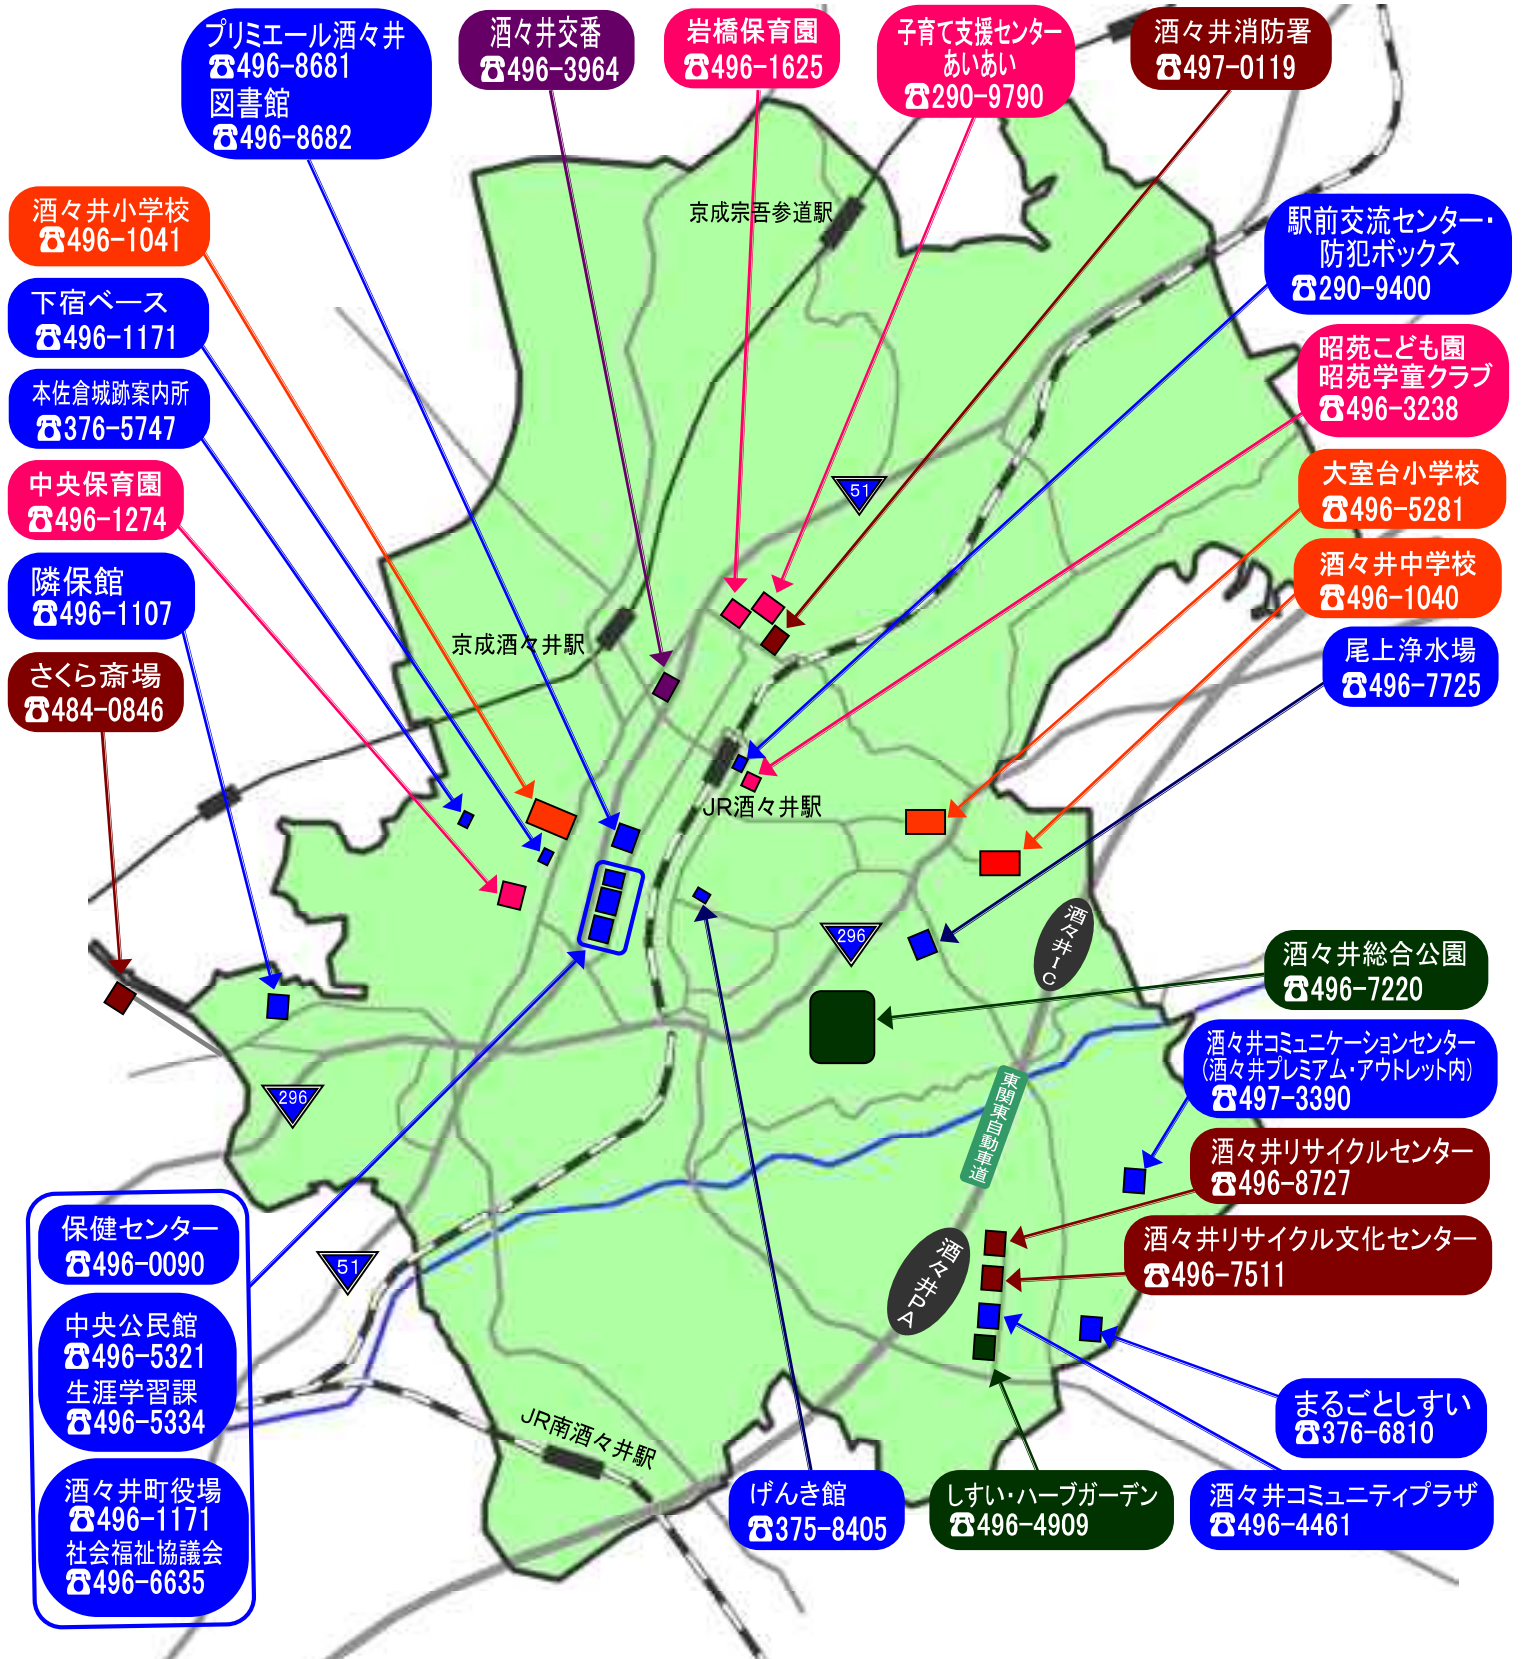 プリミエール酒々井
☎496-8681
図書館
☎496-8682
酒々井交番
☎496-3964
岩橋保育園
☎496-1625
子育て支援センター
あいあい
☎290-9790
酒々井消防署
☎497-0119
酒々井小学校
☎496-1041
下宿ベース
☎496-1171
本佐倉城跡案内所
☎376-5747
中央保育園
☎496-1274
隣保館
☎496-1107
さくら斎場
☎484-0846
駅前交流センター・
防犯ボックス
☎290-9400
昭苑こども園
昭苑学童クラブ
☎496-3238
大室台小学校
☎496-5281
酒々井中学校
☎496-1040
尾上浄水場
☎496-7725
京成宗吾参道駅
51
京成酒々井駅
JR酒々井駅
296
酒々井IC
296
東関東自動車道
51
酒々井PA
JR南酒々井駅
酒々井総合公園
☎496-7220
酒々井コミュニケーションセンター
(酒々井プレミアム・アウトレット内)
☎497-3390
酒々井リサイクルセンター
☎496-8727
酒々井リサイクル文化センター
☎496-7511
まるごとしすい
☎376-6810
保健センター
☎496-0090
中央公民館
☎496-5321
生涯学習課
☎496-5334
酒々井町役場
☎496-1171
社会福祉協議会
☎496-6635
げんき館
☎375-8405
しすい・ハーブガーデン
☎496-4909
酒々井コミュニティプラザ
☎496-4461